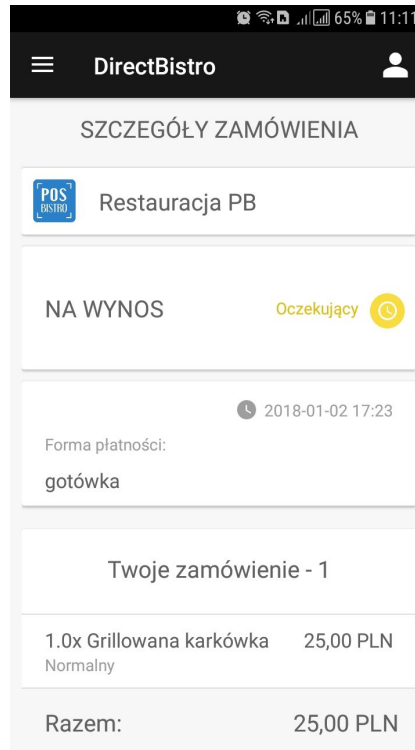 65% 11:11
DirectBistro
SZCZEGÓŁY ZAMÓWIENIA
POS
BISTRO
Restauracja PB
NA WYNOS
Oczekujący
2018-01-02 17:23
Forma płatności:
gotówka
Twoje zamówienie - 1
1.0x Grillowana karkówka 25,00 PLN
Normalny
Razem: 25,00 PLN